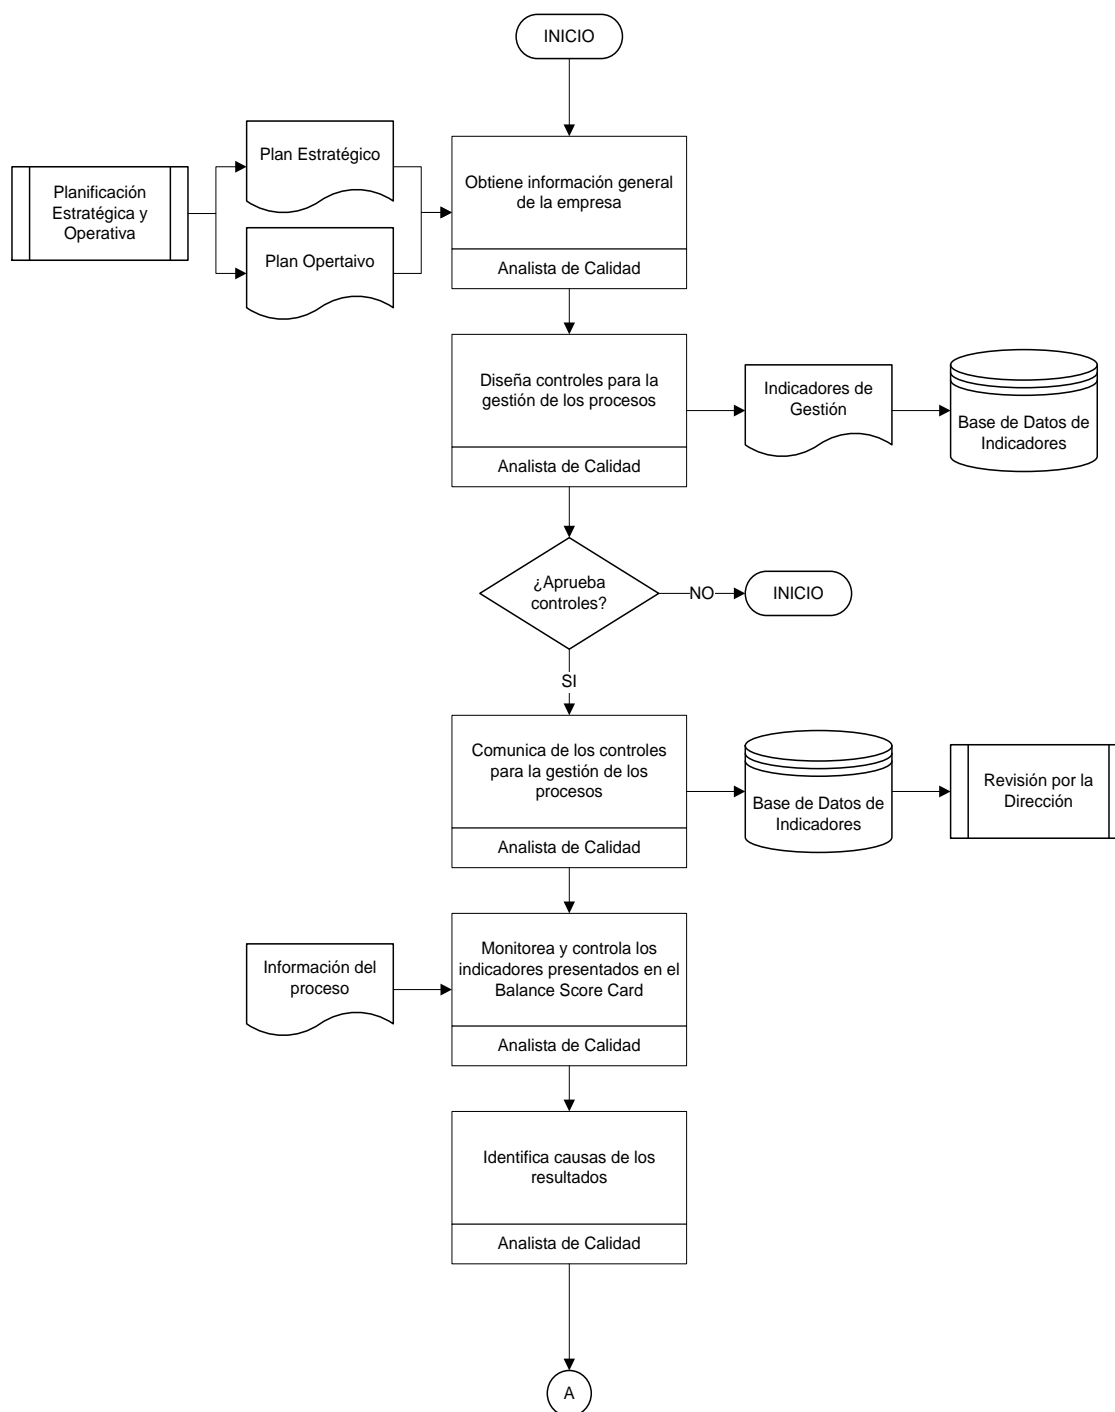 INICIO
Plan Estratégico
Planificación
Estratégica y
Operativa
Plan Opertaivo
Obtiene información general
de la empresa
Analista de Calidad
Diseña controles para la
gestión de los procesos
Analista de Calidad
Indicadores de
Gestión
Base de Datos de
Indicadores
¿Aprueba
controles?
NO
INICIO
SI
Comunica de los controles
para la gestión de los
procesos
Analista de Calidad
Base de Datos de
Indicadores
Revisión por la
Dirección
Información del
proceso
Monitorea y controla los
indicadores presentados en el
Balance Score Card
Analista de Calidad
Identifica causas de los
resultados
Analista de Calidad
A